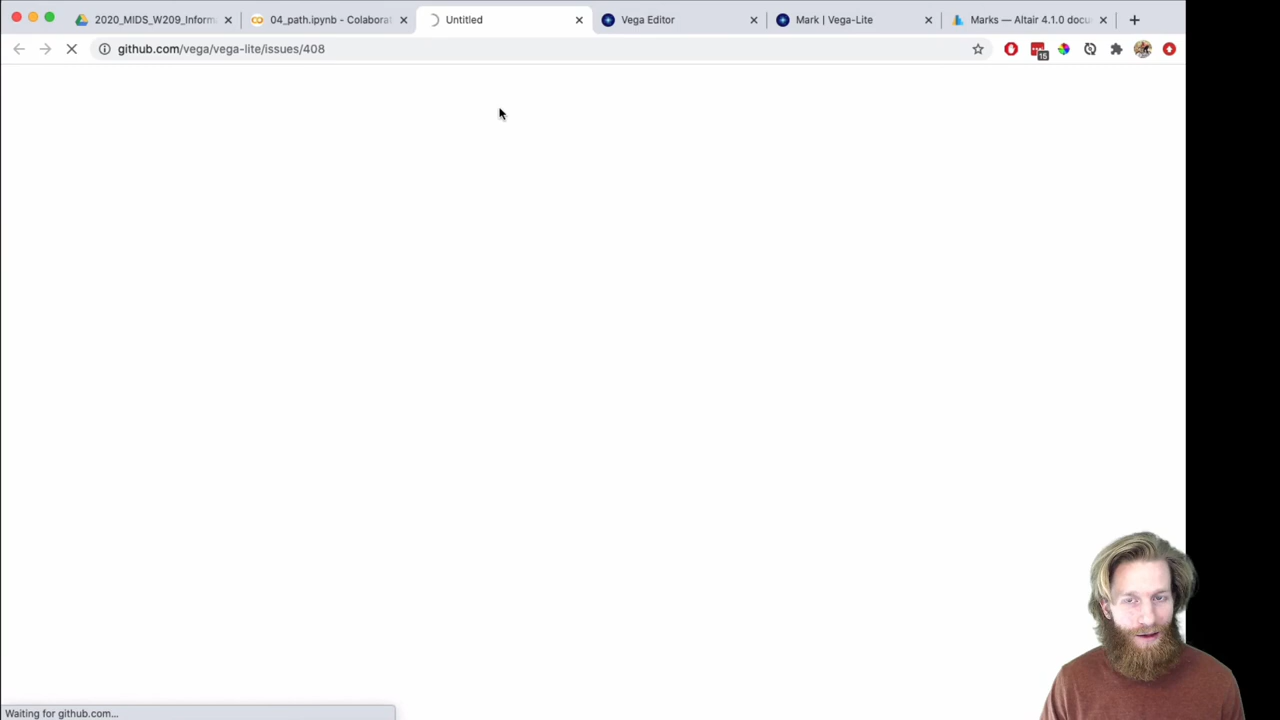 2020_MIDS_W209_Inform
04_path.ipynb - Colaborat
Untitled
Vega Editor
Mark | Vega-Lite
Marks — Altair 4.1.0 docu
github.com/vega/vega-lite/issues/408
15
Waiting for github.com...